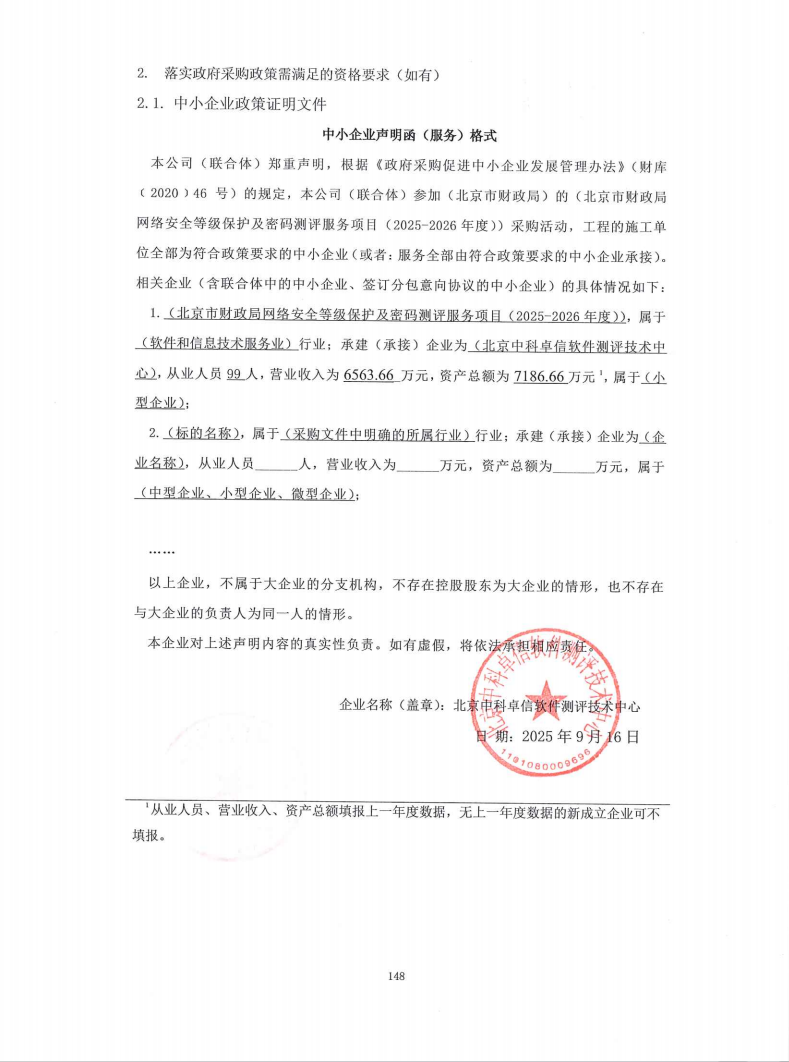 2. 落实政府采购政策需满足的资格要求（如有）
2.1. 中小企业政策证明文件
中小企业声明函（服务）格式
本公司（联合体）郑重声明，根据《政府采购促进中小企业发展管理办法》（财库
﹝2020﹞46 号）的规定，本公司（联合体）参加（北京市财政局）的（北京市财政局
网络安全等级保护及密码测评服务项目（2025-2026 年度））采购活动，工程的施工单
位全部为符合政策要求的中小企业（或者：服务全部由符合政策要求的中小企业承接）。
相关企业（含联合体中的中小企业、签订分包意向协议的中小企业）的具体情况如下：
1.（北京市财政局网络安全等级保护及密码测评服务项目（2025-2026 年度）），属于
（软件和信息技术服务业）行业；承建（承接）企业为（北京中科卓信软件测评技术中
心），从业人员 99 人，营业收入为 6563.66 万元，资产总额为 7186.66 万元 ¹，属于（小
型企业）；
2.（标的名称），属于（采购文件中明确的所属行业）行业；承建（承接）企业为（企
业名称），从业人员______人，营业收入为______万元，资产总额为______万元，属于
（中型企业、小型企业、微型企业）；
……
以上企业，不属于大企业的分支机构，不存在控股股东为大企业的情形，也不存在
与大企业的负责人为同一人的情形。
本企业对上述声明内容的真实性负责。如有虚假，将依法承担相应责任。
企业名称（盖章）：北京中科卓信软件测评技术中心
日 期：2025 年 9 月 16 日
北京中科卓信软件测评技术中心
1191080009696
¹从业人员、营业收入、资产总额填报上一年度数据，无上一年度数据的新成立企业可不
填报。
148